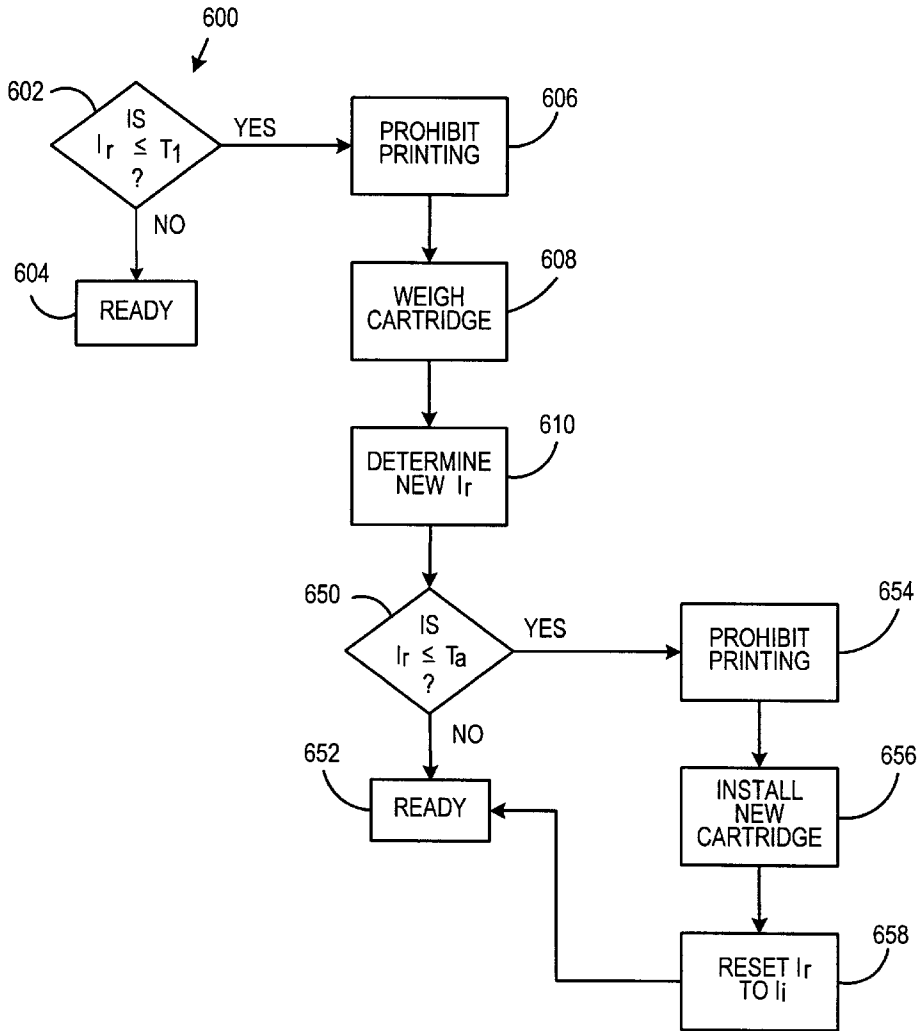 600
602
IS
Ir ≤ T1
?
YES
NO
604
READY
PROHIBIT
PRINTING
606
WEIGH
CARTRIDGE
608
DETERMINE
NEW Ir
610
650
IS
Ir ≤ Ta
?
YES
NO
652
READY
PROHIBIT
PRINTING
654
INSTALL
NEW
CARTRIDGE
656
RESET Ir
TO Ii
658